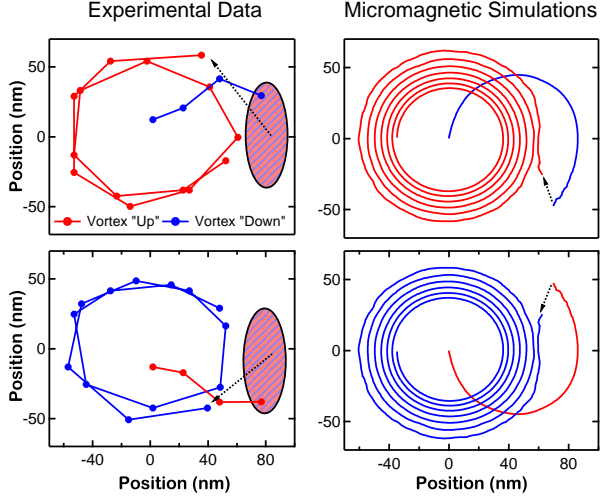 Experimental Data
Micromagnetic Simulations
Position (nm)
50
0
-50
Vortex "Up"
Vortex "Down"
50
0
-50
Position (nm)
50
0
-50
50
0
-50
-40
0
40
80
Position (nm)
0
40
80
Position (nm)